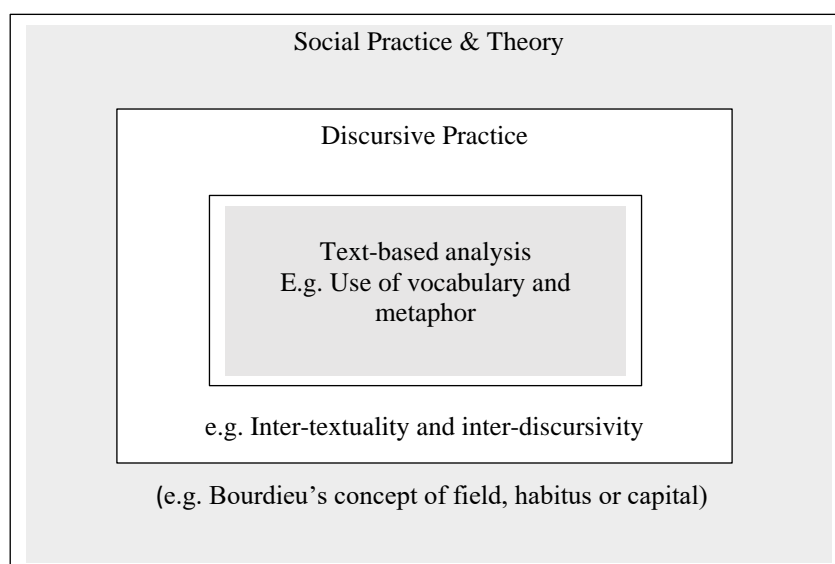 Social Practice & Theory
Discursive Practice
Text-based analysis
E.g. Use of vocabulary and
metaphor
e.g. Inter-textuality and inter-discursivity
(e.g. Bourdieu’s concept of field, habitus or capital)